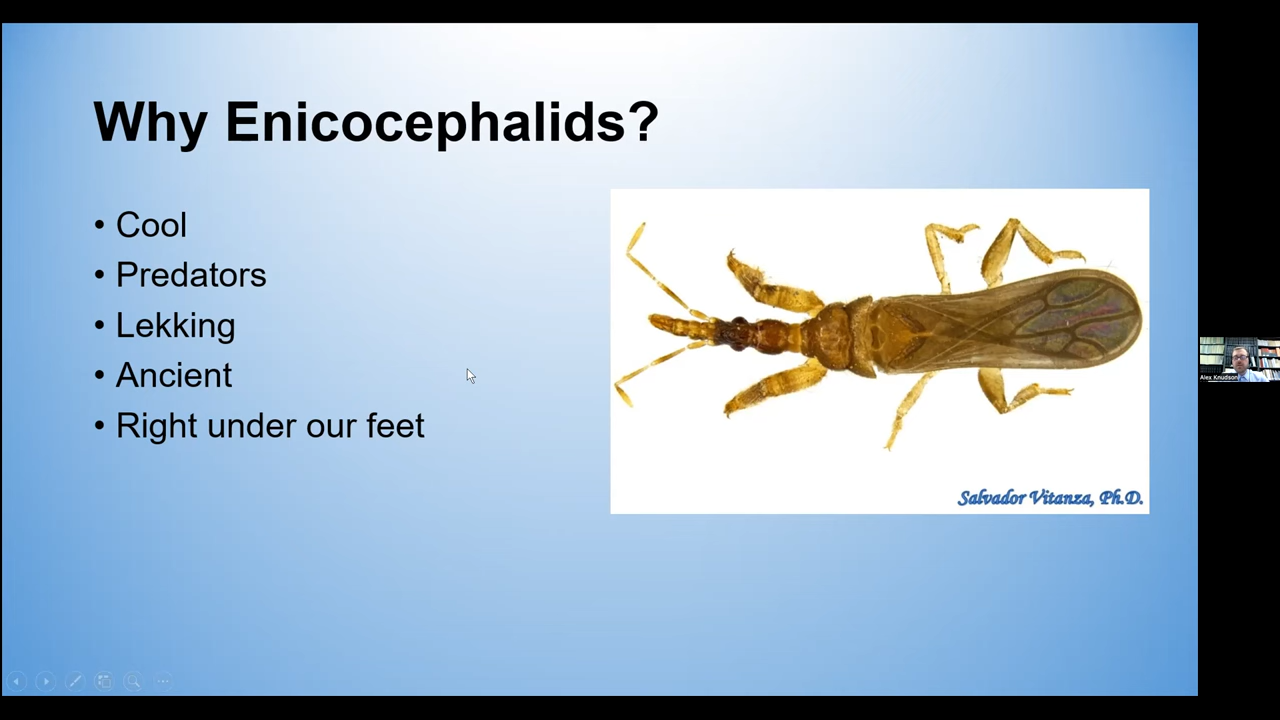 Why Enicocephalids?
• Cool
• Predators
• Lekking
• Ancient
• Right under our feet
Salvador Vitanza, Ph.D.
Alex Knudson